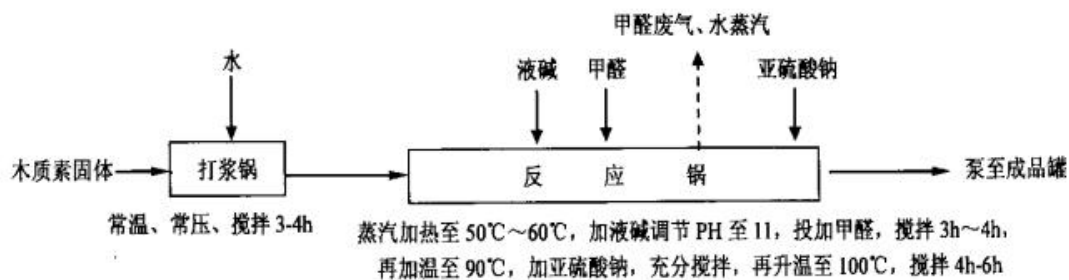 甲醛废气、水蒸汽
水 液碱 甲醛 亚硫酸钠
木质素固体 打浆锅 反应锅 泵至成品罐
常温、常压、搅拌 3-4h
蒸汽加热至 50℃～60℃，加液碱调节 PH 至 11，投加甲醛，搅拌 3h～4h，
再加温至 90℃，加亚硫酸钠，充分搅拌，再升温至 100℃，搅拌 4h-6h